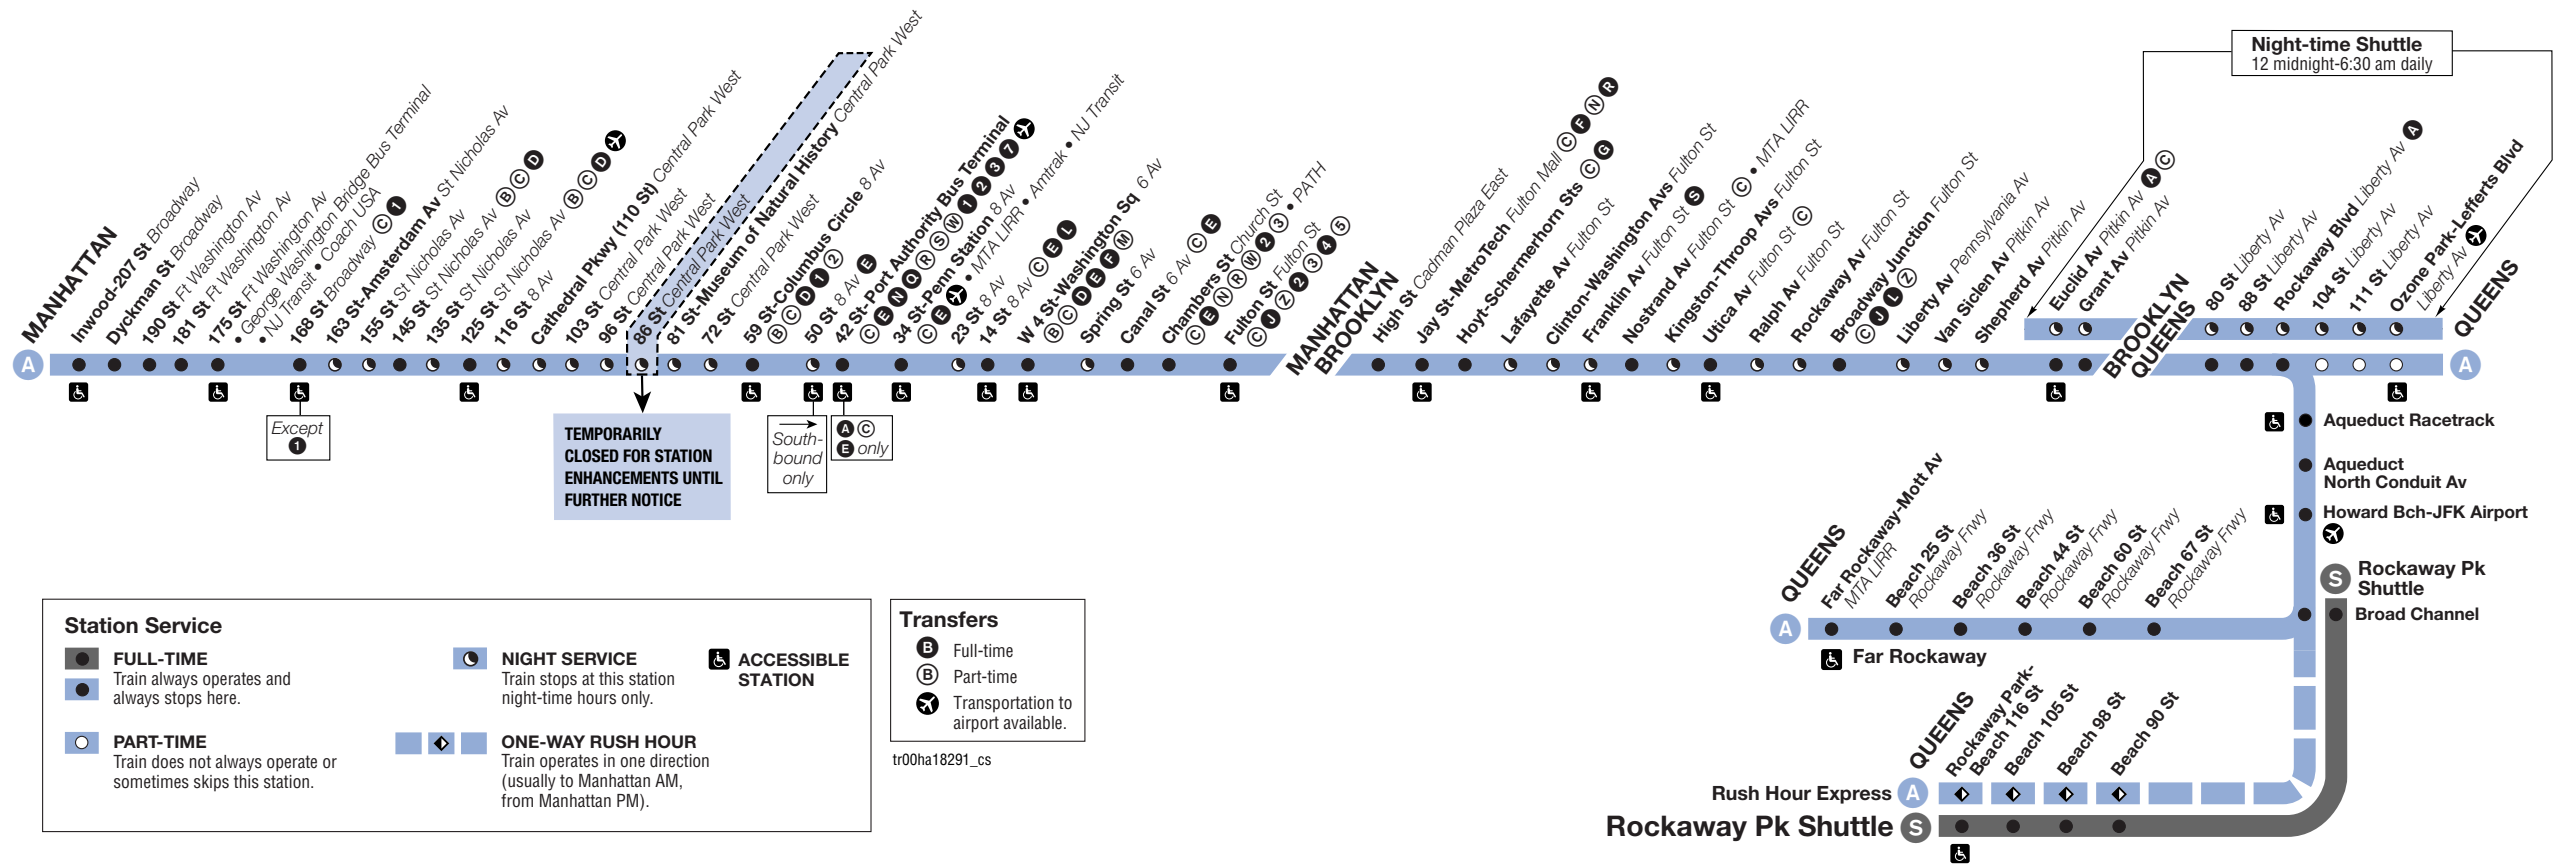 MANHATTAN
A
Inwood-207 St Broadway
Dyckman St Broadway
190 St Ft Washington Av
181 St Ft Washington Av
175 St Ft Washington Av
• George Washington Bridge Bus Terminal
• NJ Transit • Coach USA
168 St Broadway C 1
163 St-Amsterdam Av St Nicholas Av
155 St St Nicholas Av
145 St St Nicholas Av B C D
135 St St Nicholas Av
125 St St Nicholas Av B C D
116 St 8 Av
Cathedral Pkwy (110 St) Central Park West
103 St Central Park West
96 St Central Park West
86 St Central Park West
81 St-Museum of Natural History Central Park West
72 St Central Park West
59 St-Columbus Circle 8 Av
B C D 1 2
50 St 8 Av E
42 St-Port Authority Bus Terminal
C E N Q R S W 1 2 3 7
34 St-Penn Station 8 Av
C E • MTA LIRR • Amtrak • NJ Transit
23 St 8 Av
14 St 8 Av C E L
W 4 St-Washington Sq 6 Av
B C D E F M
Spring St 6 Av
Canal St 6 Av C E
Chambers St Church St
C E N R W 2 3 • PATH
Fulton St Fulton St
C J Z 2 3 4 5
MANHATTAN
BROOKLYN
High St Cadman Plaza East
Jay St-MetroTech Fulton Mall C F N R
Hoyt-Schermerhorn Sts C G
Lafayette Av Fulton St
Clinton-Washington Avs Fulton St
Franklin Av Fulton St S
Nostrand Av Fulton St C • MTA LIRR
Kingston-Throop Avs Fulton St
Utica Av Fulton St C
Ralph Av Fulton St
Rockaway Av Fulton St
Broadway Junction Fulton St
C J L Z
Liberty Av Pennsylvania Av
Van Siclen Av Pitkin Av
Shepherd Av Pitkin Av
Euclid Av Pitkin Av A C
Grant Av Pitkin Av
BROOKLYN
QUEENS
80 St Liberty Av
88 St Liberty Av
Rockaway Blvd Liberty Av A
104 St Liberty Av
111 St Liberty Av
Ozone Park-Lefferts Blvd
Liberty Av
QUEENS
A
Night-time Shuttle
12 midnight-6:30 am daily
Except
1
South-
bound
only
A C
E only
TEMPORARILY
CLOSED FOR STATION
ENHANCEMENTS UNTIL
FURTHER NOTICE
Aqueduct Racetrack
Aqueduct
North Conduit Av
Howard Bch-JFK Airport
S Rockaway Pk
Shuttle
Broad Channel
QUEENS
A
Far Rockaway-Mott Av
MTA LIRR
Beach 25 St
Rockaway Frwy
Beach 36 St
Rockaway Frwy
Beach 44 St
Rockaway Frwy
Beach 60 St
Rockaway Frwy
Beach 67 St
Rockaway Frwy
Far Rockaway
QUEENS
Rockaway Park-
Beach 116 St
Beach 105 St
Beach 98 St
Beach 90 St
Rush Hour Express A
Rockaway Pk Shuttle S
Station Service
FULL-TIME
Train always operates and
always stops here.
PART-TIME
Train does not always operate or
sometimes skips this station.
NIGHT SERVICE
Train stops at this station
night-time hours only.
ONE-WAY RUSH HOUR
Train operates in one direction
(usually to Manhattan AM,
from Manhattan PM).
ACCESSIBLE
STATION
Transfers
B Full-time
B Part-time
Transportation to
airport available.
tr00ha18291_cs